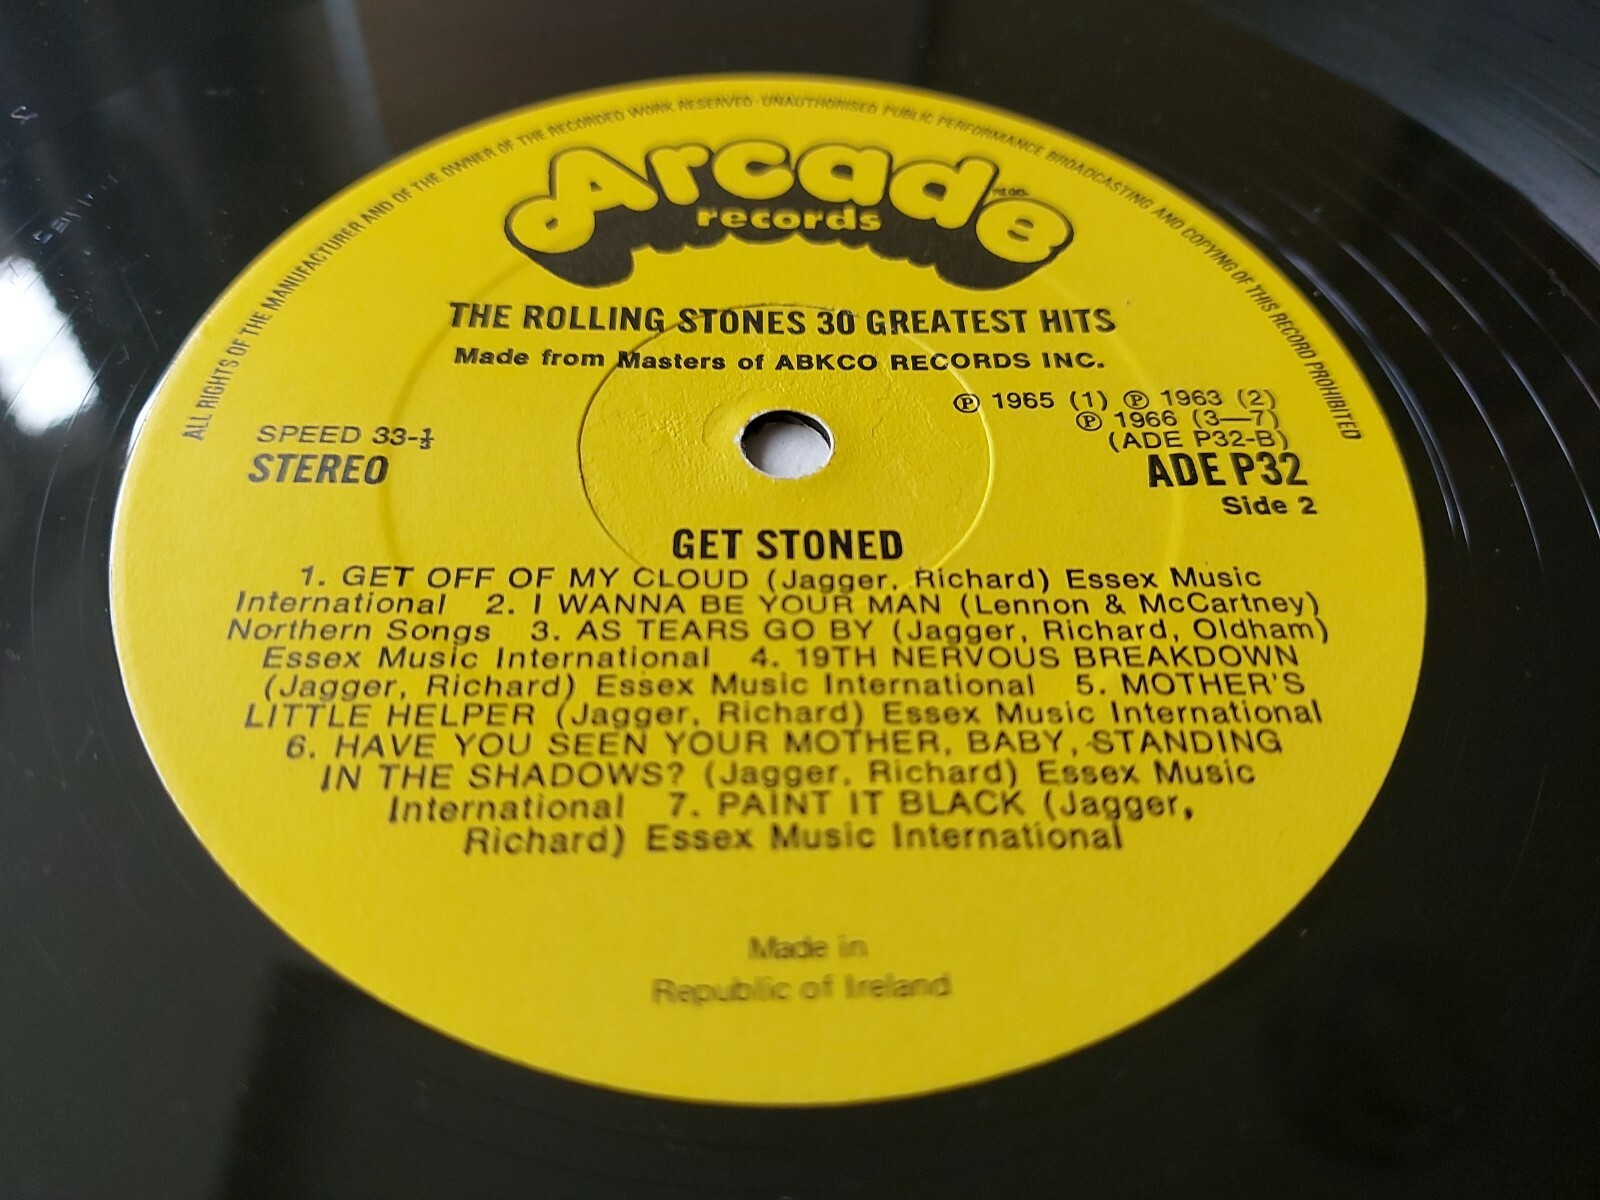 ALL RIGHTS OF THE MANUFACTURER AND OF THE OWNER OF THE RECORDED WORK RESERVED · UNAUTHORISED PUBLIC PERFORMANCE BROADCASTING AND COPYING OF THIS RECORD PROHIBITED
Arcade
records
THE ROLLING STONES 30 GREATEST HITS
Made from Masters of ABKCO RECORDS INC.
℗ 1965 (1) ℗ 1963 (2)
℗ 1966 (3—7)
(ADE P32-B)
SPEED 33-⅓
STEREO
ADE P32
Side 2
GET STONED
1. GET OFF OF MY CLOUD (Jagger, Richard) Essex Music
International 2. I WANNA BE YOUR MAN (Lennon & McCartney)
Northern Songs 3. AS TEARS GO BY (Jagger, Richard, Oldham)
Essex Music International 4. 19TH NERVOUS BREAKDOWN
(Jagger, Richard) Essex Music International 5. MOTHER'S
LITTLE HELPER (Jagger, Richard) Essex Music International
6. HAVE YOU SEEN YOUR MOTHER, BABY, STANDING
IN THE SHADOWS? (Jagger, Richard) Essex Music
International 7. PAINT IT BLACK (Jagger,
Richard) Essex Music International
Made in
Republic of Ireland